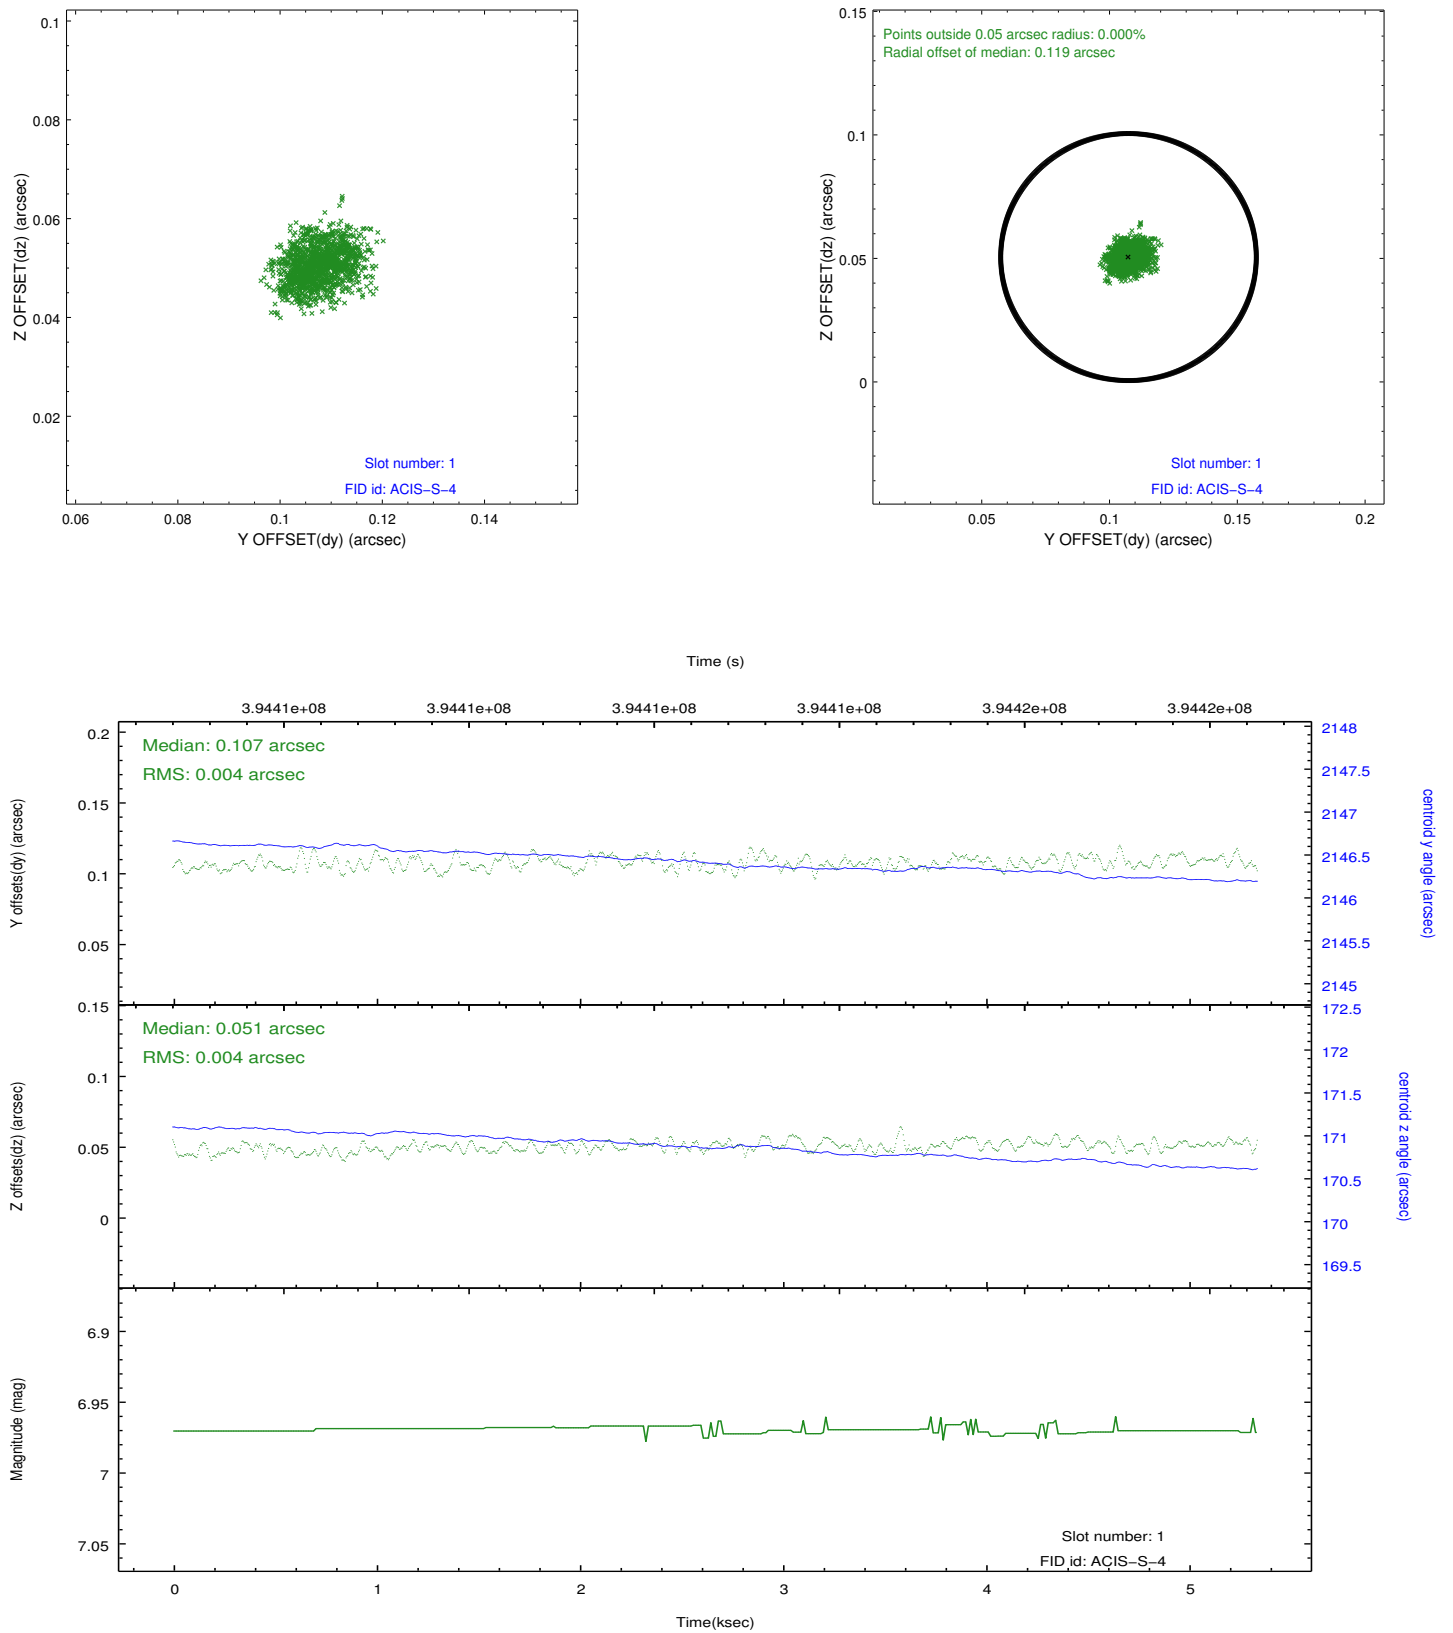 0.1
0.08
0.06
0.04
0.02
Z OFFSET(dz) (arcsec)
Slot number: 1
FID id: ACIS−S−4
0.06 0.08 0.1 0.12 0.14
Y OFFSET(dy) (arcsec)
Points outside 0.05 arcsec radius: 0.000%
Radial offset of median: 0.119 arcsec
0.15
0.1
0.05
0
Z OFFSET(dz) (arcsec)
Slot number: 1
FID id: ACIS−S−4
0.05 0.1 0.15 0.2
Y OFFSET(dy) (arcsec)
Time (s)
3.9441e+08 3.9441e+08 3.9441e+08 3.9441e+08 3.9442e+08 3.9442e+08
Median: 0.107 arcsec
RMS: 0.004 arcsec
0.2
0.15
0.1
0.05
Y offsets(dy) (arcsec)
2148
2147.5
2147
2146.5
2146
2145.5
2145
centroid y angle (arcsec)
Median: 0.051 arcsec
RMS: 0.004 arcsec
0.15
0.1
0.05
0
Z offsets(dz) (arcsec)
172.5
172
171.5
171
170.5
170
169.5
centroid z angle (arcsec)
6.9
6.95
7
7.05
Magnitude (mag)
Slot number: 1
FID id: ACIS−S−4
0 1 2 3 4 5
Time(ksec)